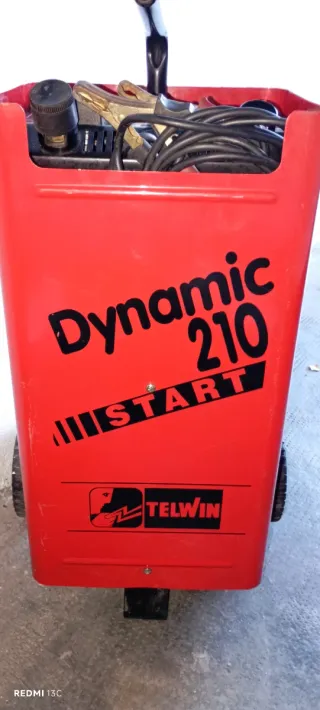 Dynamic
210
START
TELWIN
REDMI 13C